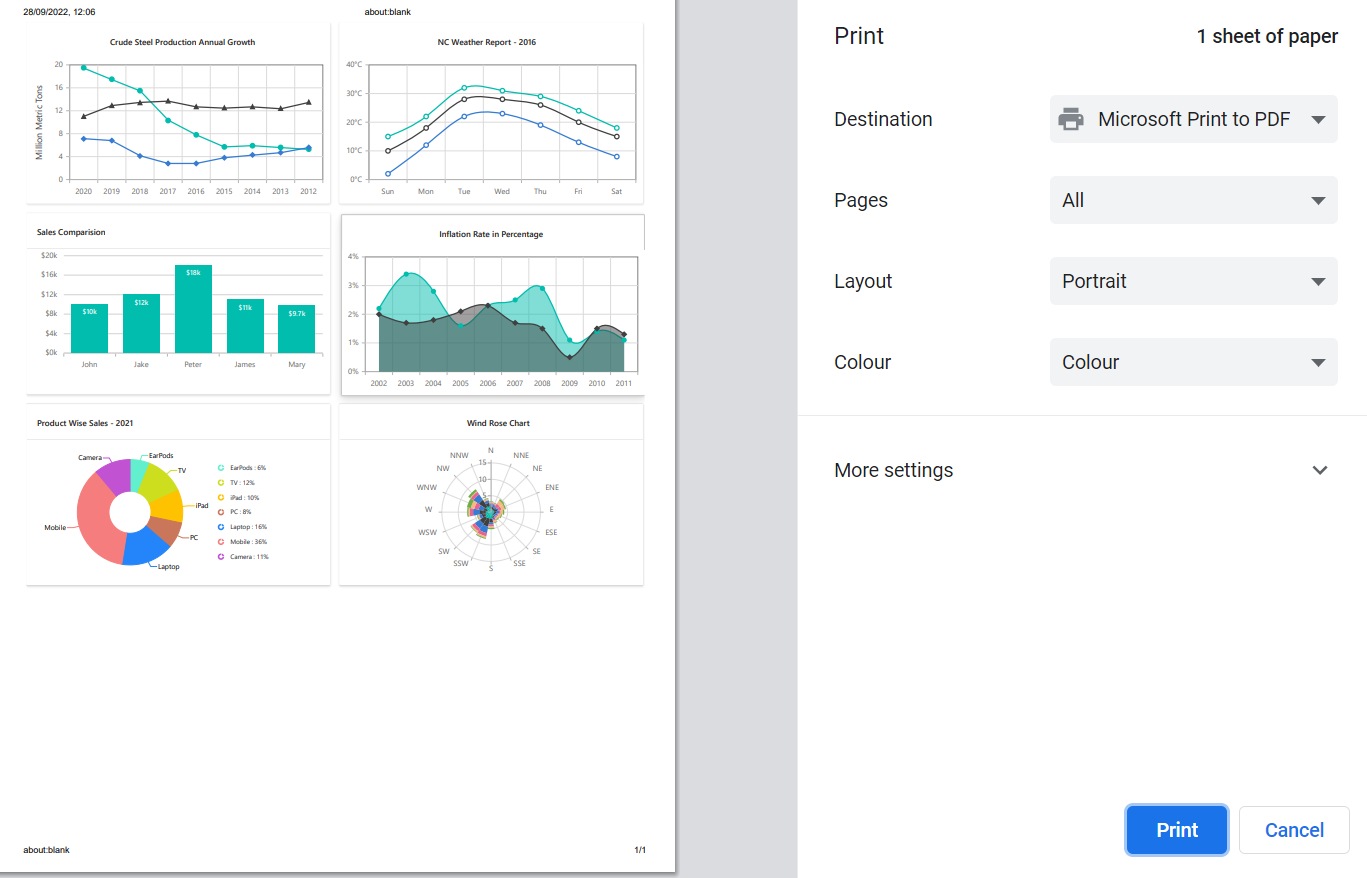 28/09/2022, 12:06 about:blank
Crude Steel Production Annual Growth
Million Metric Tons
20
16
12
8
4
0
2020 2019 2018 2017 2016 2015 2014 2013 2012
NC Weather Report - 2016
40°C
30°C
20°C
10°C
0°C
Sun Mon Tue Wed Thu Fri Sat
Sales Comparision
$20k
$16k
$12k
$8k
$4k
$0k
$10k $12k $18k $11k $9.7k
John Jake Peter James Mary
Inflation Rate in Percentage
4%
3%
2%
1%
0%
2002 2003 2004 2005 2006 2007 2008 2009 2010 2011
Product Wise Sales - 2021
Camera
EarPods
TV
iPad
PC
Laptop
Mobile
EarPods : 6%
TV : 12%
iPad : 10%
PC : 8%
Laptop : 16%
Mobile : 36%
Camera : 11%
Wind Rose Chart
N
NNE
NE
ENE
E
ESE
SE
SSE
S
SSW
SW
WSW
W
WNW
NW
NNW
15
10
5
about:blank 1/1
Print 1 sheet of paper
Destination Microsoft Print to PDF
Pages All
Layout Portrait
Colour Colour
More settings
Print Cancel